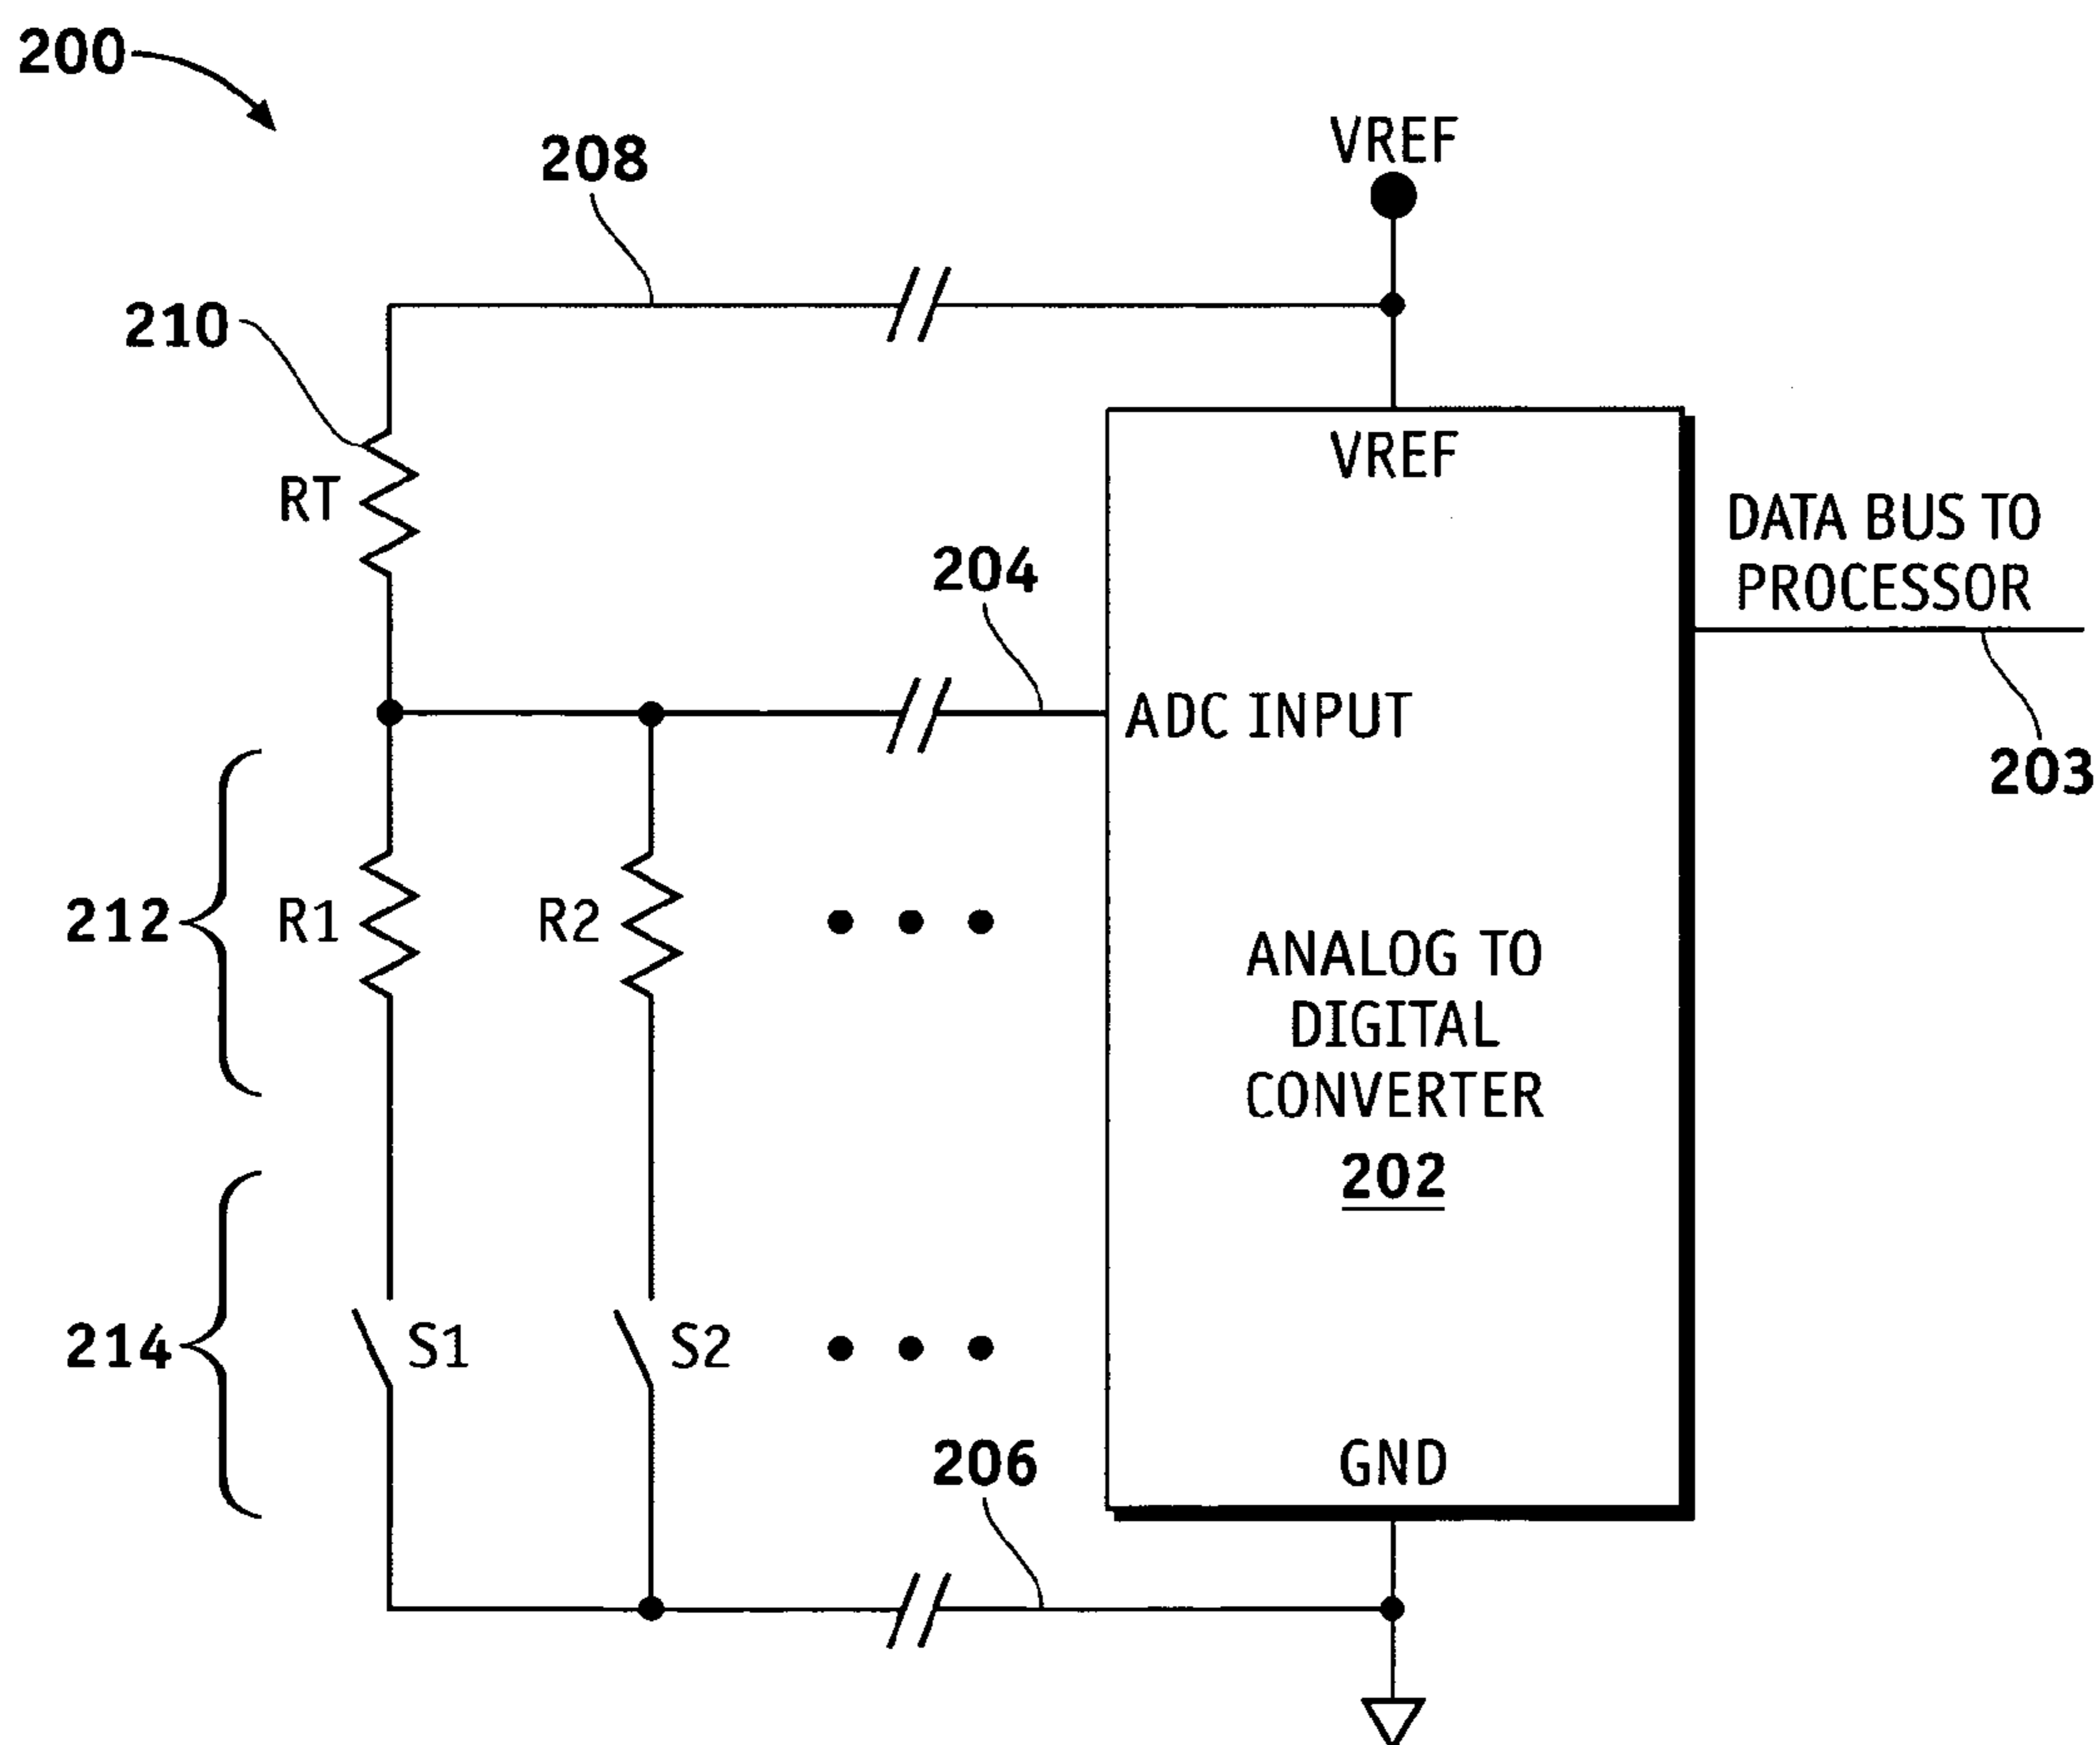 200
208
VREF
210
VREF
RT
DATA BUS TO
PROCESSOR
204
ADC INPUT
203
212
R1
R2
ANALOG TO
DIGITAL
CONVERTER
202
214
S1
S2
206
GND